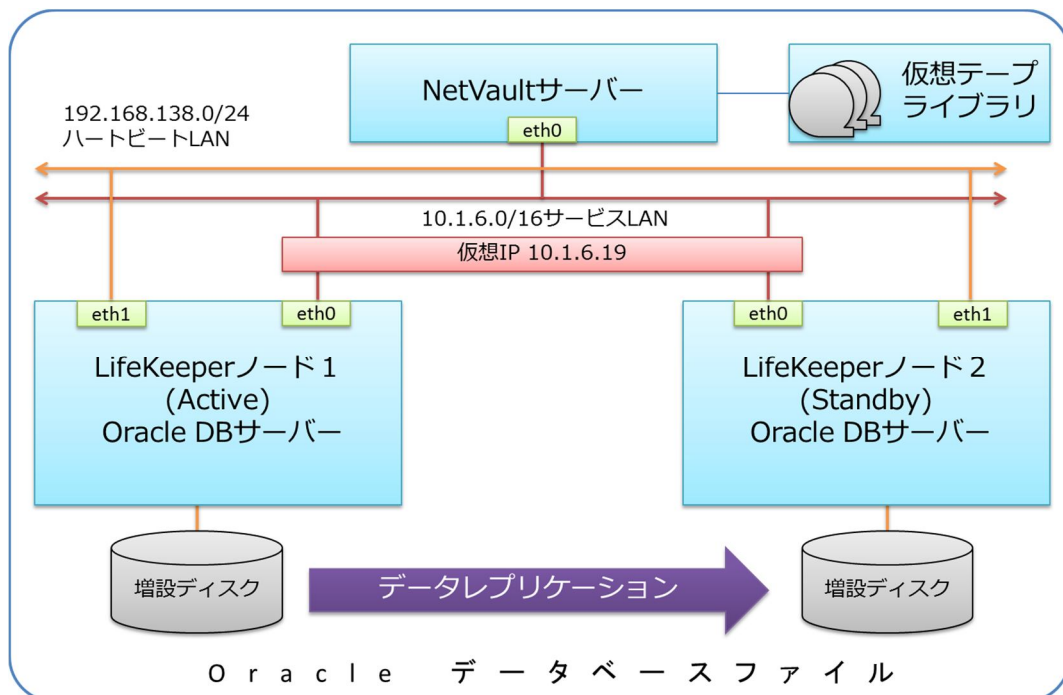 NetVaultサーバー
eth0
仮想テープ
ライブラリ
192.168.138.0/24
ハートビートLAN
10.1.6.0/16サービスLAN
仮想IP 10.1.6.19
eth1
eth0
eth0
eth1
LifeKeeperノード1
(Active)
Oracle DBサーバー
LifeKeeperノード2
(Standby)
Oracle DBサーバー
増設ディスク
データレプリケーション
増設ディスク
Oracle データベースファイル